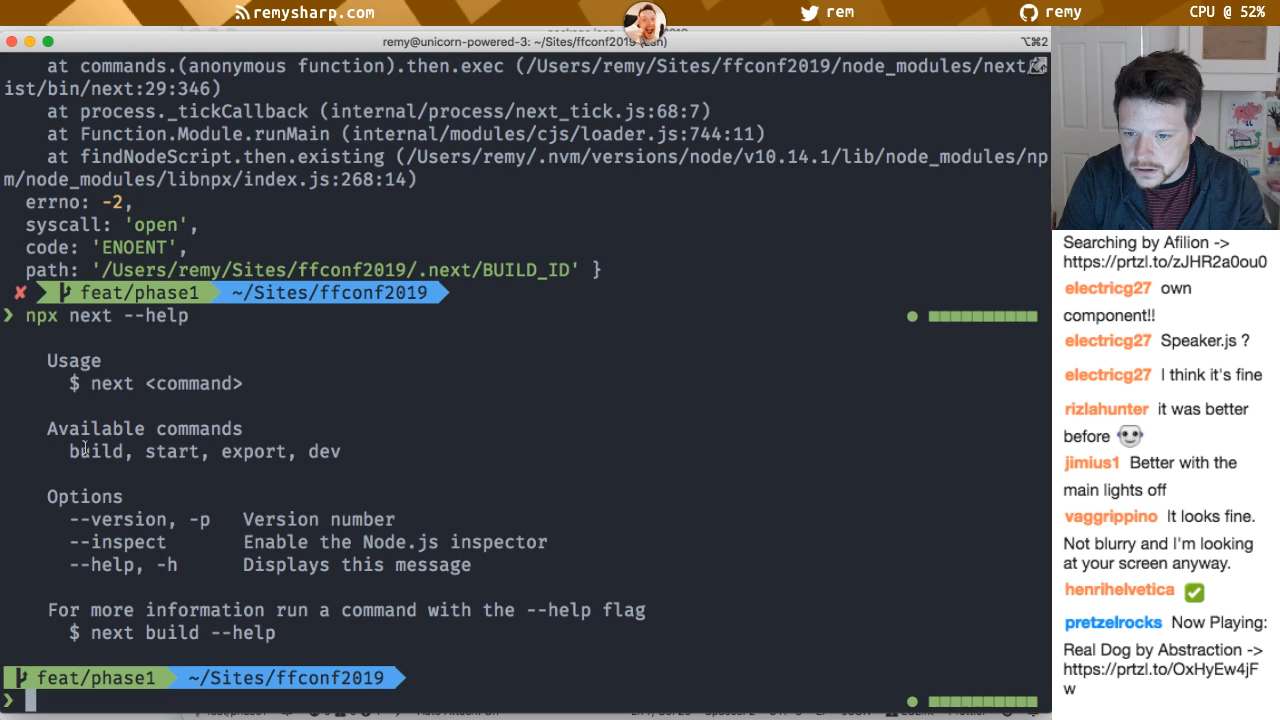 remysharp.com
rem
remy
CPU @ 52%
remy@unicorn-powered-3: ~/Sites/ffconf2019 (zsh)
⌥⌘2
at commands.(anonymous function).then.exec (/Users/remy/Sites/ffconf2019/node_modules/next/
ist/bin/next:29:346)
at process._tickCallback (internal/process/next_tick.js:68:7)
at Function.Module.runMain (internal/modules/cjs/loader.js:744:11)
at findNodeScript.then.existing (/Users/remy/.nvm/versions/node/v10.14.1/lib/node_modules/np
m/node_modules/libnpx/index.js:268:14)
errno: -2,
syscall: 'open',
code: 'ENOENT',
path: '/Users/remy/Sites/ffconf2019/.next/BUILD_ID' }
✘ feat/phase1 ~/Sites/ffconf2019
❯ npx next --help
Usage
$ next <command>
Available commands
build, start, export, dev
Options
--version, -p Version number
--inspect Enable the Node.js inspector
--help, -h Displays this message
For more information run a command with the --help flag
$ next build --help
feat/phase1 ~/Sites/ffconf2019
❯
Searching by Afilion ->
https://prtzl.to/zJHR2a0ou0
electricg27 own
component!!
electricg27 Speaker.js ?
electricg27 I think it's fine
rizlahunter it was better
before
jimius1 Better with the
main lights off
vaggrippino It looks fine.
Not blurry and I'm looking
at your screen anyway.
henrihelvetica
pretzelrocks Now Playing:
Real Dog by Abstraction ->
https://prtzl.to/OxHyEw4jF
w